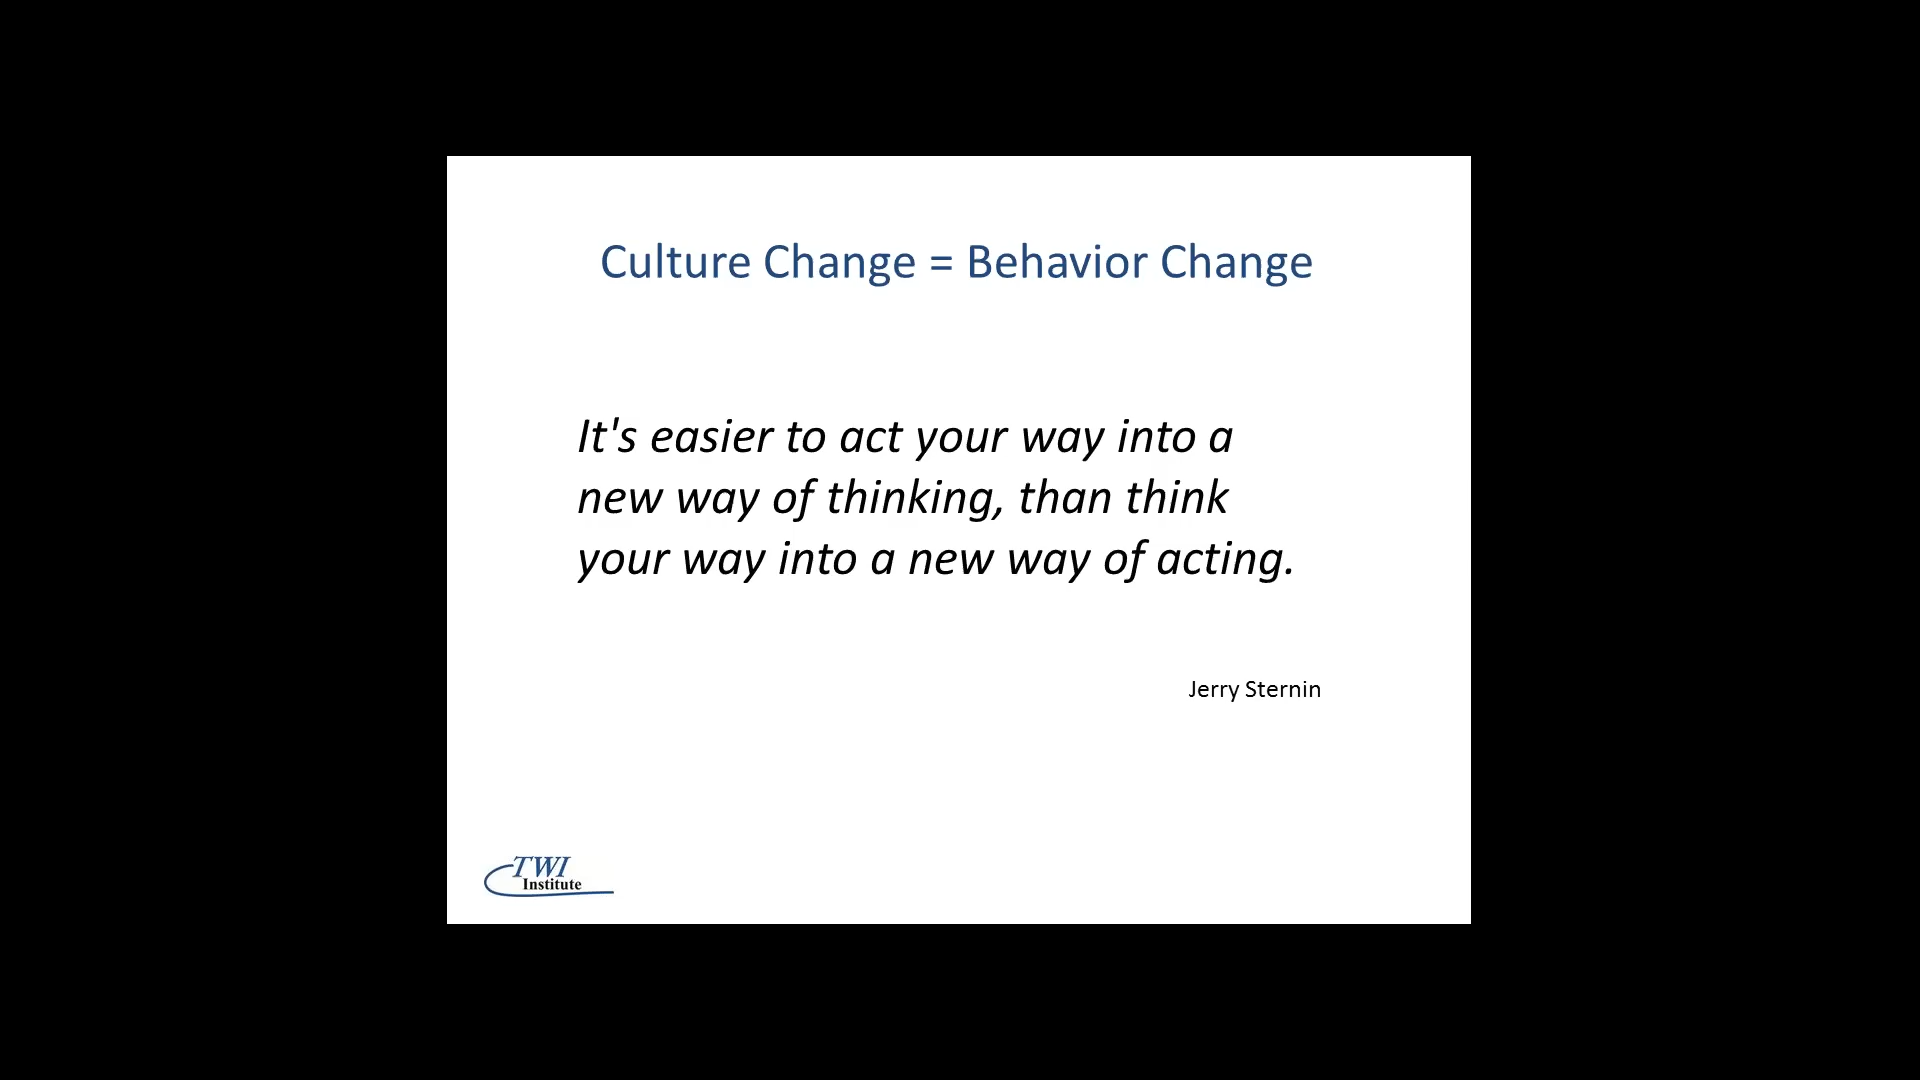 Culture Change = Behavior Change
It's easier to act your way into a
new way of thinking, than think
your way into a new way of acting.
Jerry Sternin
TWI
Institute